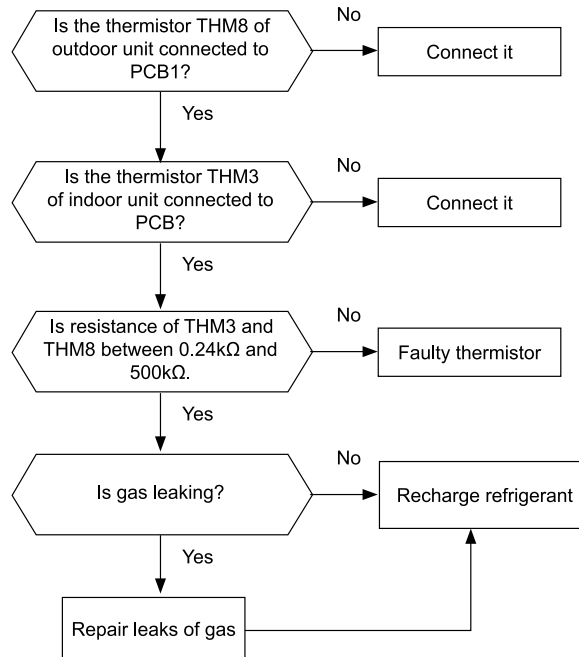 Is the thermistor THM8 of
outdoor unit connected to
PCB1?
No
Connect it
Yes
Is the thermistor THM3
of indoor unit connected to
PCB?
No
Connect it
Yes
Is resistance of THM3 and
THM8 between 0.24kΩ and
500kΩ.
No
Faulty thermistor
Yes
Is gas leaking?
No
Recharge refrigerant
Yes
Repair leaks of gas